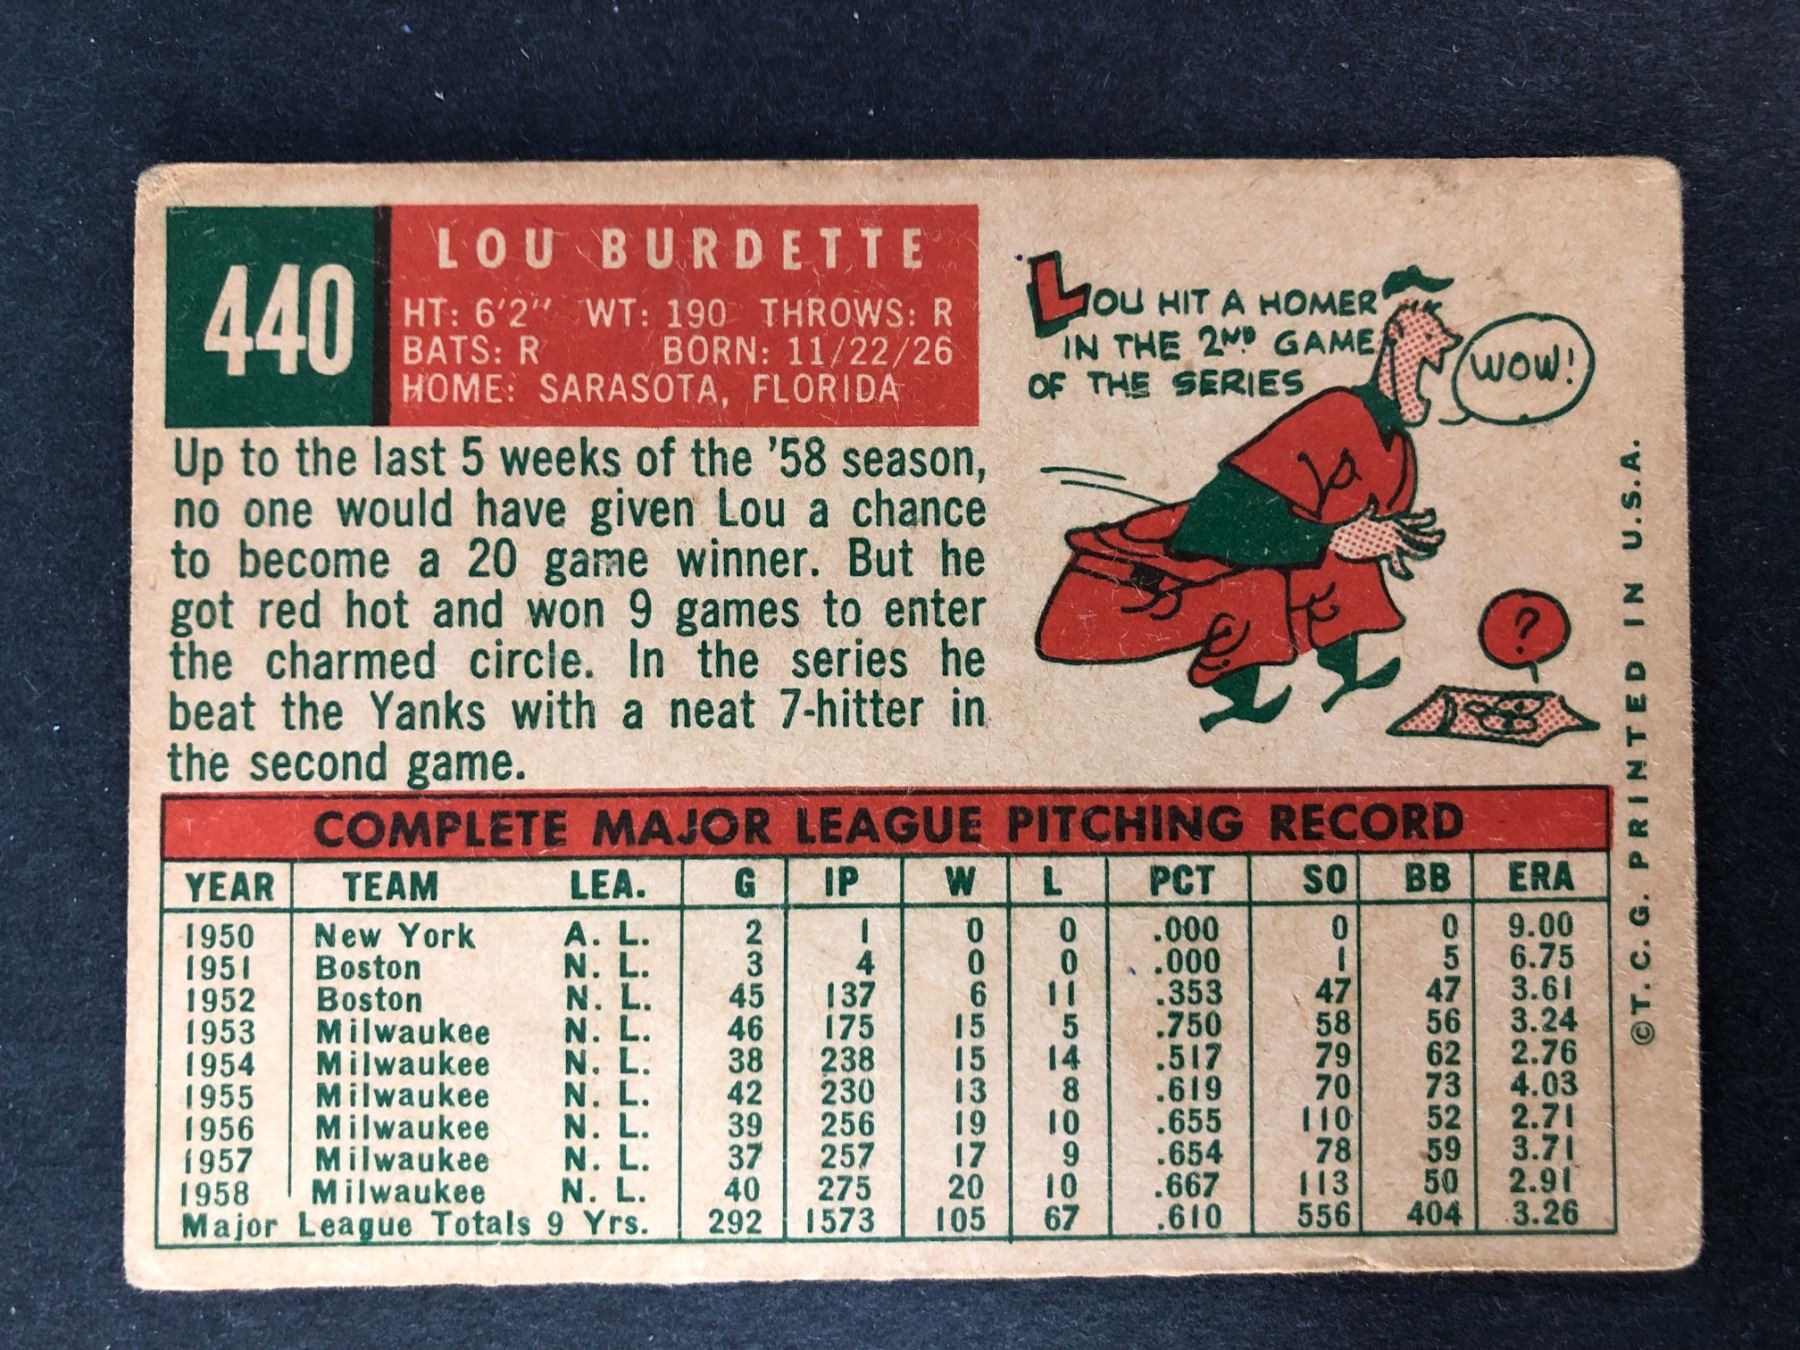 440
LOU BURDETTE
HT: 6'2" WT: 190 THROWS: R
BATS: R BORN: 11/22/26
HOME: SARASOTA, FLORIDA
LOU HIT A HOMER
IN THE 2ND GAME
OF THE SERIES
WOW!
?
Up to the last 5 weeks of the '58 season,
no one would have given Lou a chance
to become a 20 game winner. But he
got red hot and won 9 games to enter
the charmed circle. In the series he
beat the Yanks with a neat 7-hitter in
the second game.
COMPLETE MAJOR LEAGUE PITCHING RECORD
YEAR TEAM LEA. G IP W L PCT SO BB ERA
1950 New York A. L. 2 1 0 0 .000 0 0 9.00
1951 Boston N. L. 3 4 0 0 .000 1 5 6.75
1952 Boston N. L. 45 137 6 11 .353 47 47 3.61
1953 Milwaukee N. L. 46 175 15 5 .750 58 56 3.24
1954 Milwaukee N. L. 38 238 15 14 .517 79 62 2.76
1955 Milwaukee N. L. 42 230 13 8 .619 70 73 4.03
1956 Milwaukee N. L. 39 256 19 10 .655 110 52 2.71
1957 Milwaukee N. L. 37 257 17 9 .654 78 59 3.71
1958 Milwaukee N. L. 40 275 20 10 .667 113 50 2.91
Major League Totals 9 Yrs. 292 1573 105 67 .610 556 404 3.26
©T. C. G. PRINTED IN U.S.A.